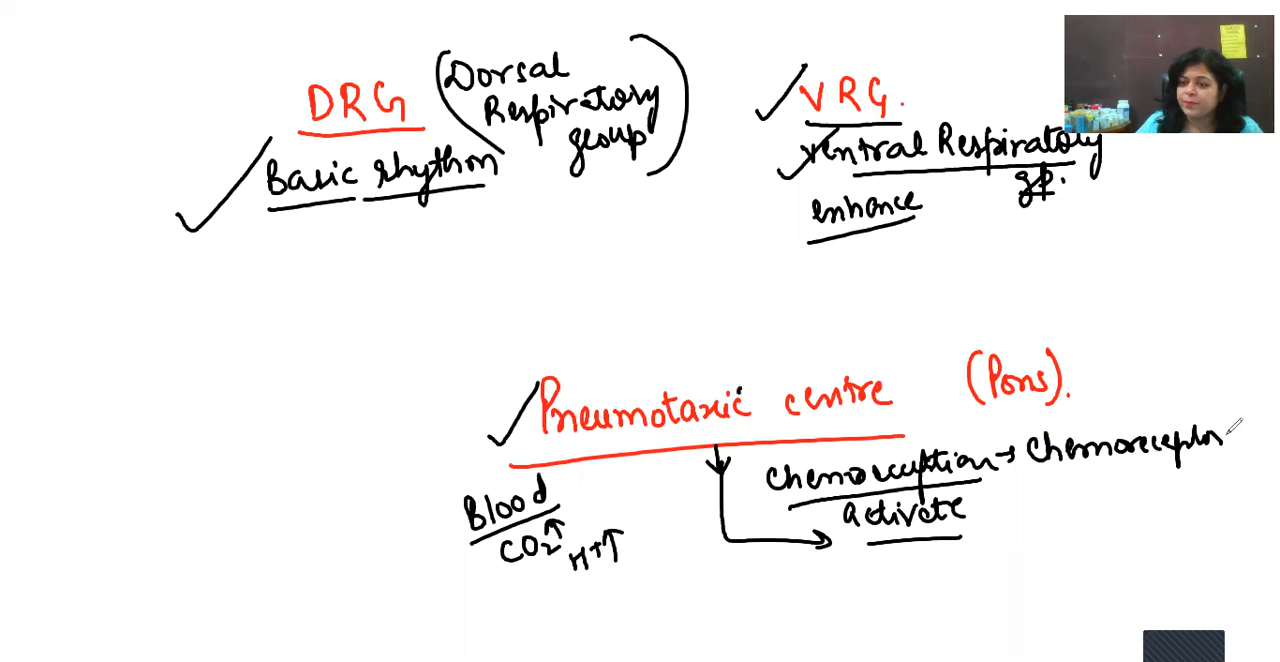 DRG (Dorsal
Respiratory
group)
Basic rhythm
VRG.
Ventral Respiratory
gp.
enhance
Pneumotaxic centre (Pons).
Chemoreception → Chemoreceptor
activate
Blood
CO2↑ H+↑